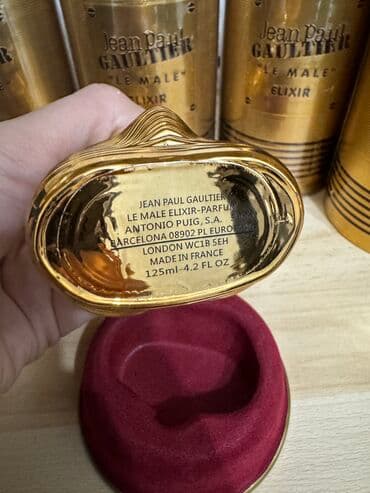 Jean Paul
GAULTIER
"LE MALE"
ELIXIR
Jean Paul
GAULTIER
"LE MALE"
ELIXIR
JEAN PAUL GAULTIER
LE MALE ELIXIR-PARFUM
ANTONIO PUIG, S.A.
BARCELONA 08902 PL EUROPA
LONDON WC1B 5EH
MADE IN FRANCE
125ml-4.2 FL OZ